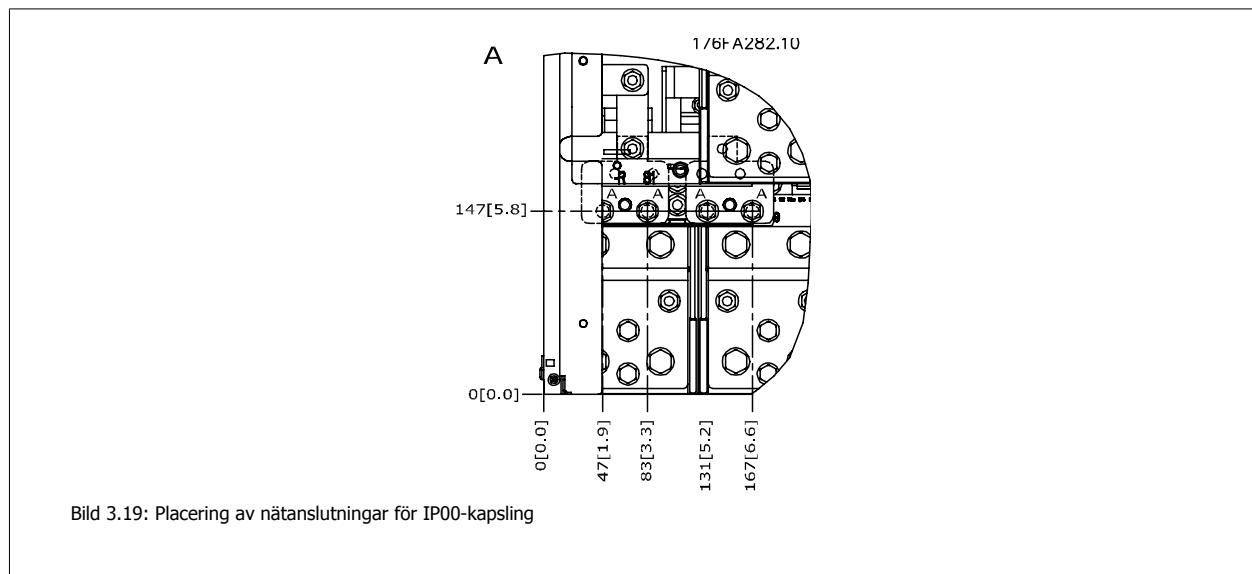 A
176FA282.10
A A A A
147[5.8]
0[0.0]
0[0.0]
47[1.9]
83[3.3]
131[5.2]
167[6.6]
Bild 3.19: Placering av nätanslutningar för IP00-kapsling